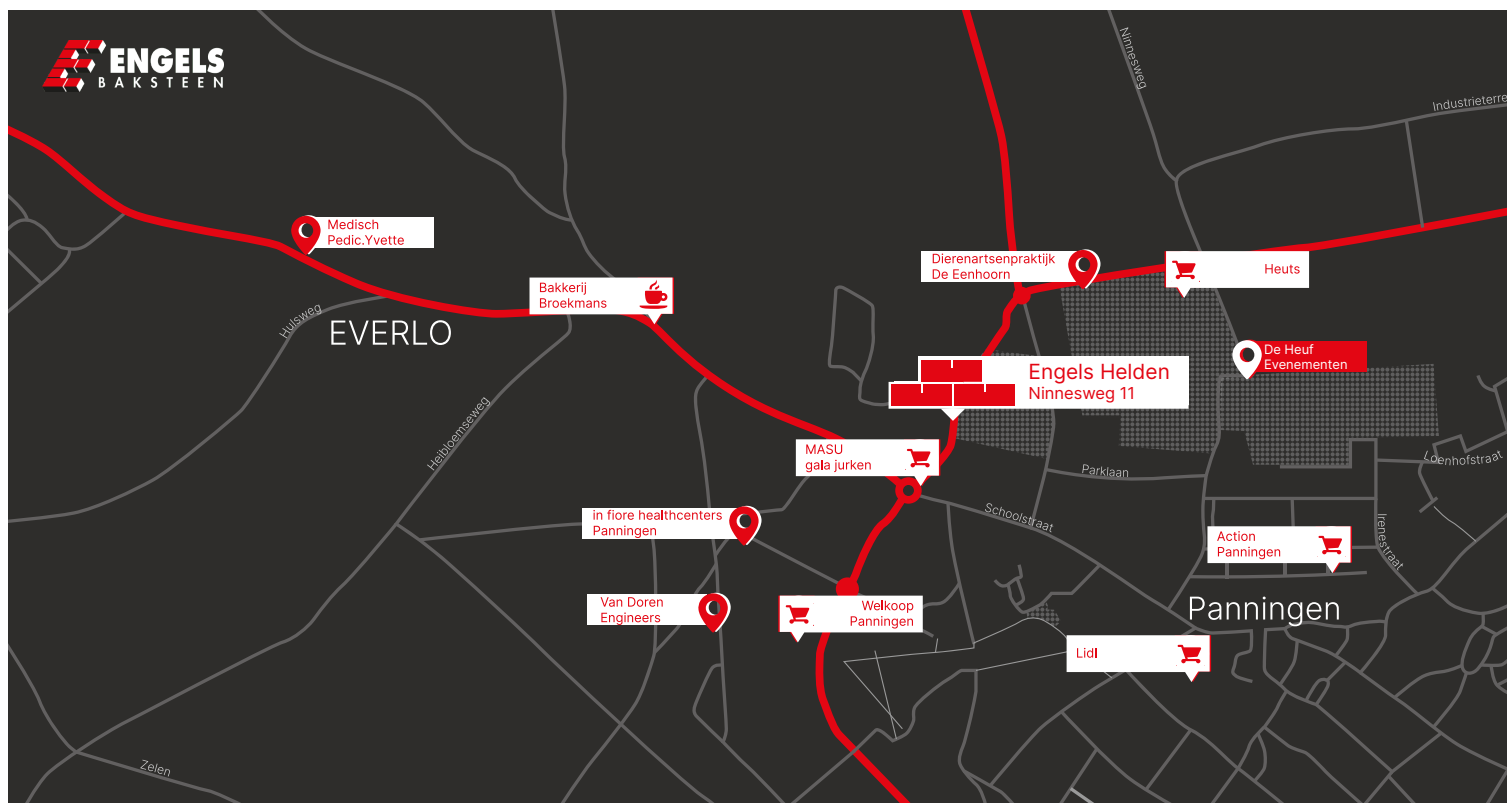 ENGELS
BAKSTEEN
Ninnesweg
Industrieterre
Medisch
Pedic.Yvette
Dierenartsenpraktijk
De Eenhoorn
Heuts
Bakkerij
Broekmans
Hulsweg
EVERLO
De Heuf
Evenementen
Engels Helden
Ninnesweg 11
Heibloemseweg
MASU
gala jurken
Parklaan
Loenhofstraat
in fiore healthcenters
Panningen
Schoolstraat
Irenestraat
Action
Panningen
Van Doren
Engineers
Welkoop
Panningen
Panningen
Lidl
Zelen